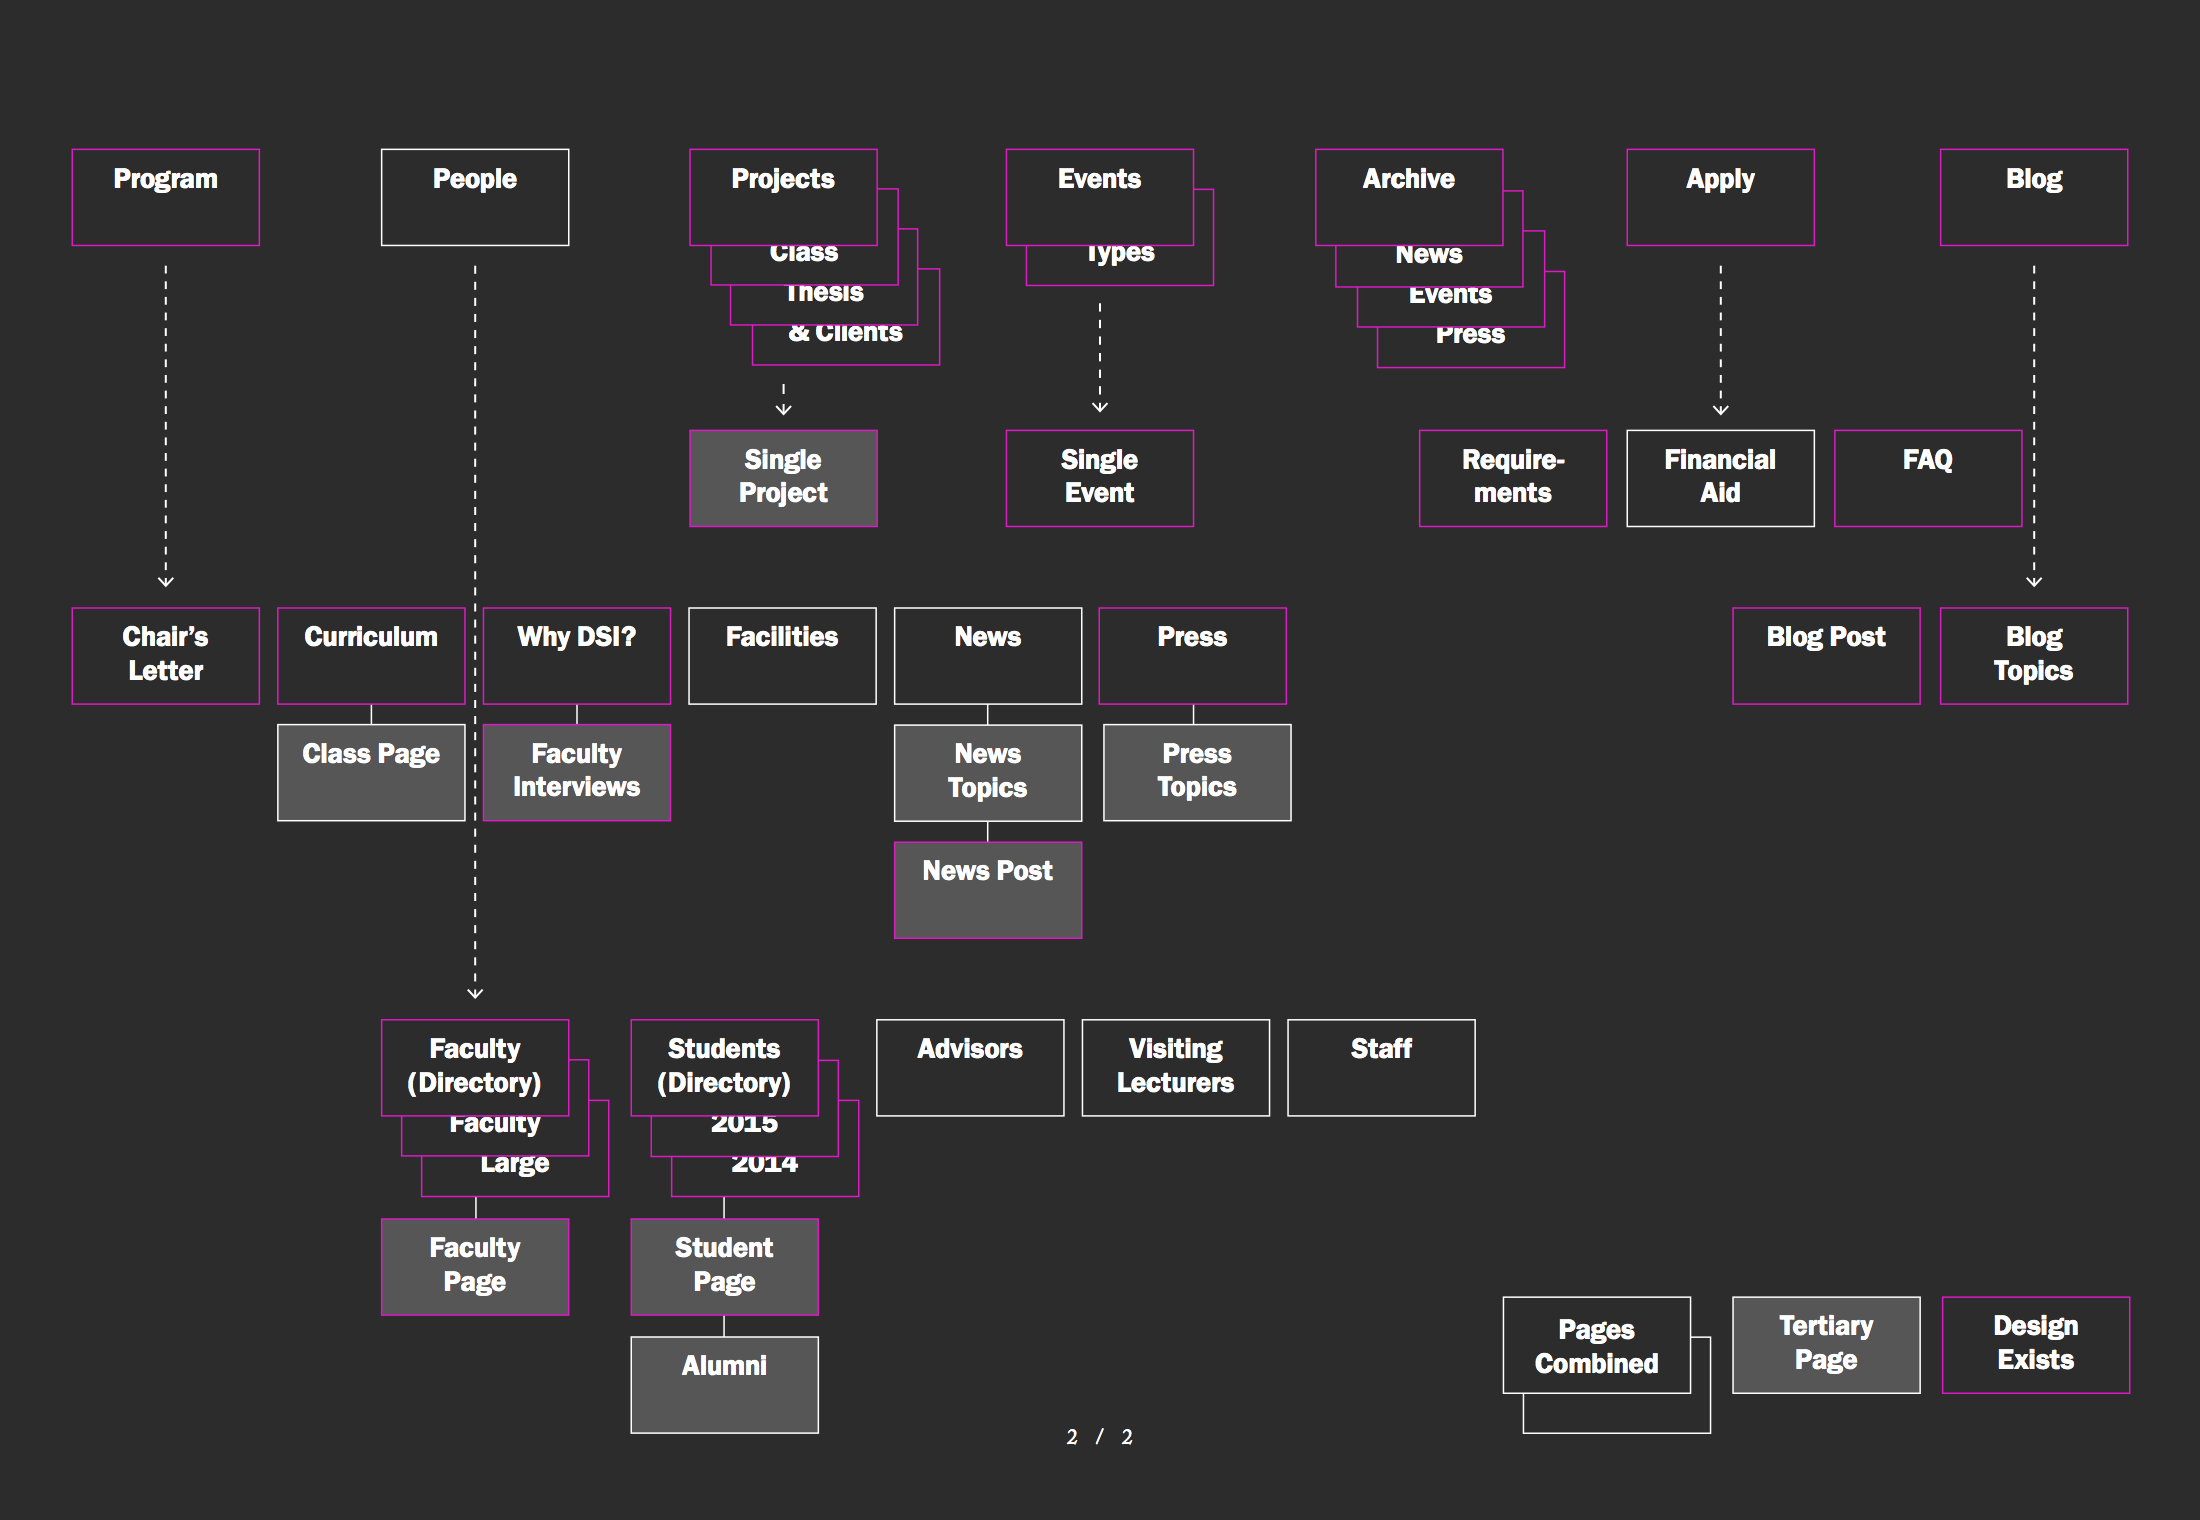 Program
People
Projects
Class
Thesis
& Clients
Events
Types
Archive
News
Events
Press
Apply
Blog
Single
Project
Single
Event
Require-
ments
Financial
Aid
FAQ
Chair’s
Letter
Curriculum
Why DSI?
Facilities
News
Press
Blog Post
Blog
Topics
Class Page
Faculty
Interviews
News
Topics
Press
Topics
News Post
Faculty
(Directory)
Faculty
Large
Students
(Directory)
2015
2014
Advisors
Visiting
Lecturers
Staff
Faculty
Page
Student
Page
Alumni
Pages
Combined
Tertiary
Page
Design
Exists
2 / 2